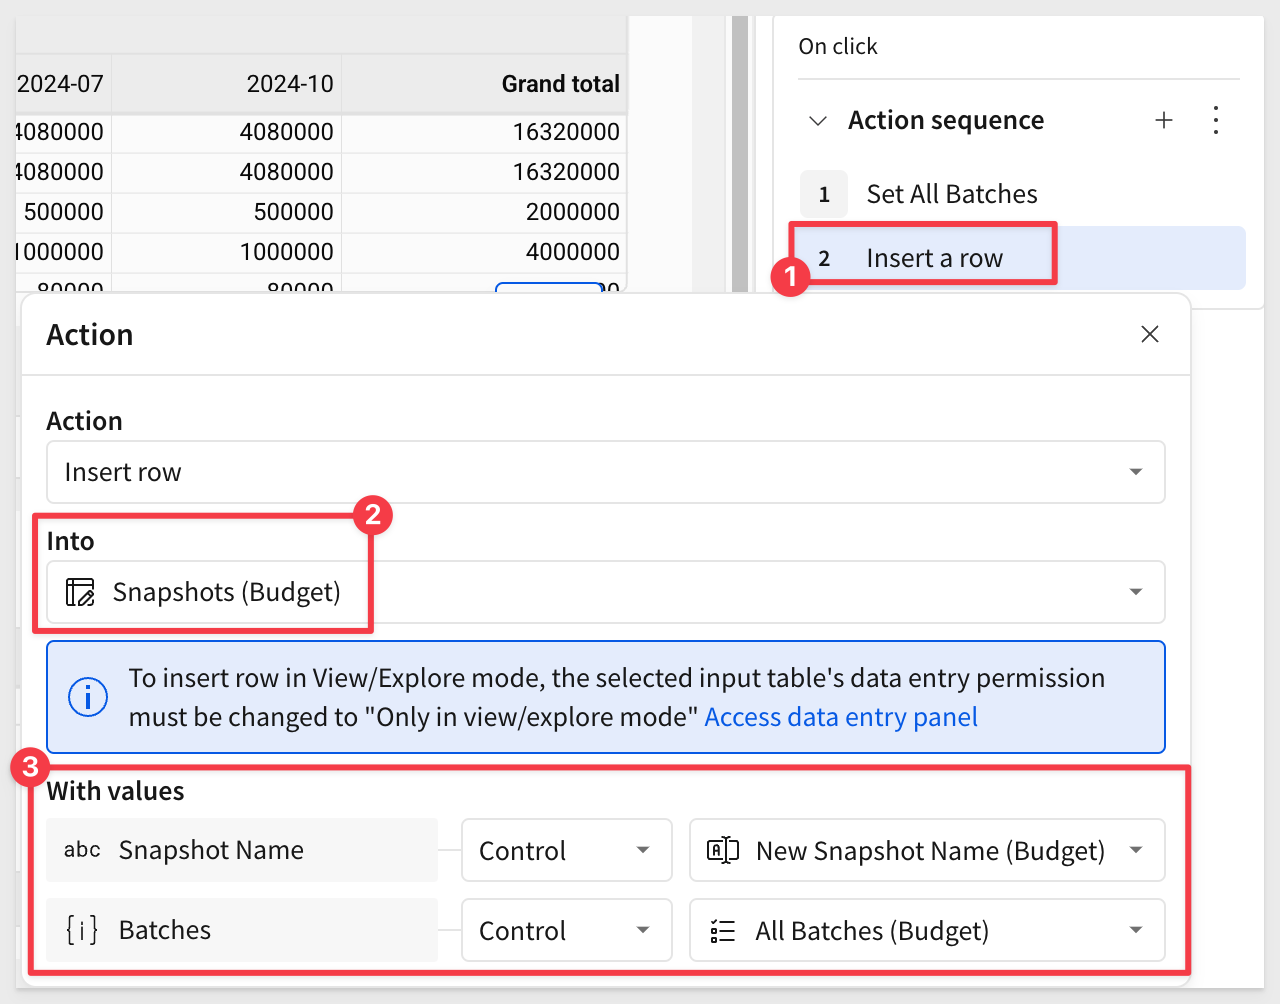 On click
2024-07 2024-10 Grand total
4080000 4080000 16320000
4080000 4080000 16320000
500000 500000 2000000
1000000 1000000 4000000
80000 80000
Action sequence
1 Set All Batches
2 Insert a row
1
Action
Action
Insert row
2
Into
Snapshots (Budget)
To insert row in View/Explore mode, the selected input table's data entry permission
must be changed to "Only in view/explore mode" Access data entry panel
3
With values
abc Snapshot Name Control New Snapshot Name (Budget)
{i} Batches Control All Batches (Budget)